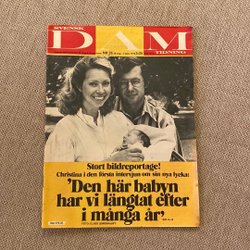 SVENSK
DAM
TIDNING
Stort bildreportage!
Christina i den första intervjun om sin nya lycka:
'Den här babyn
har vi längtat efter
i många år'